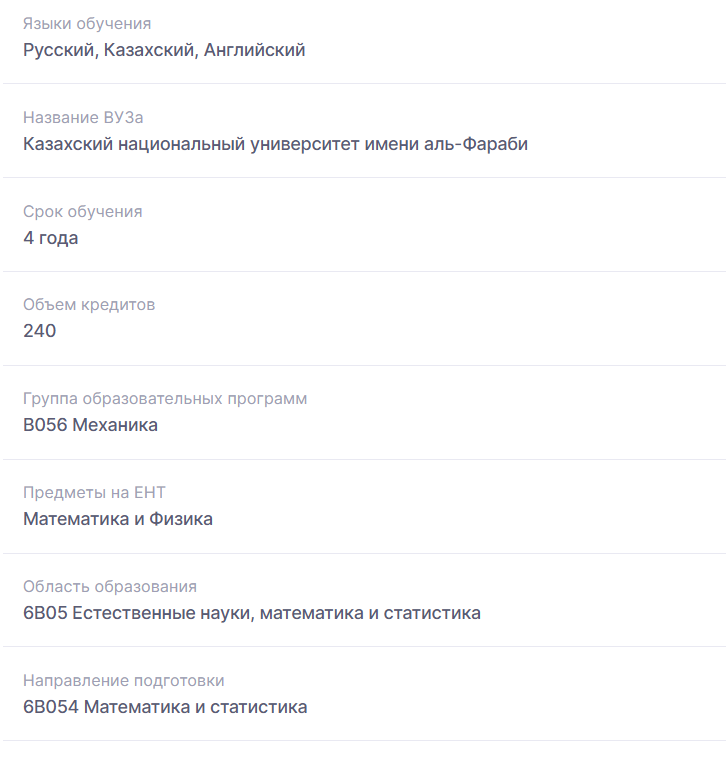 Языки обучения
Русский, Казахский, Английский
Название ВУЗа
Казахский национальный университет имени аль-Фараби
Срок обучения
4 года
Объем кредитов
240
Группа образовательных программ
B056 Механика
Предметы на ЕНТ
Математика и Физика
Область образования
6B05 Естественные науки, математика и статистика
Направление подготовки
6B054 Математика и статистика